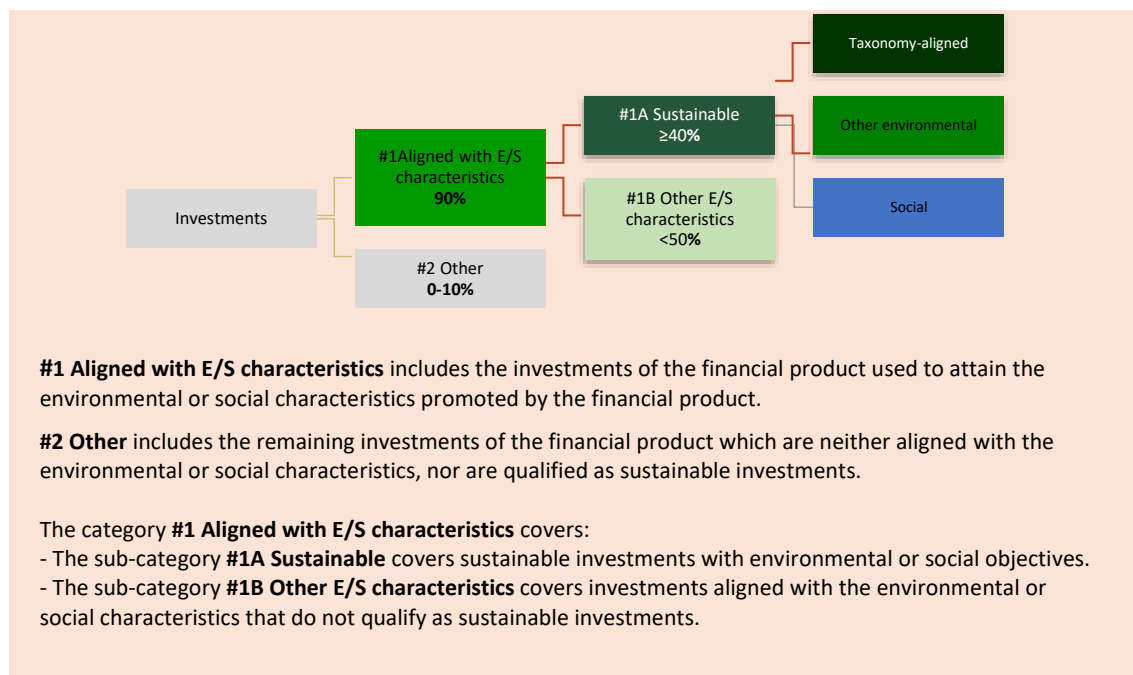 Taxonomy-aligned
#1A Sustainable
≥40%
Other environmental
#1Aligned with E/S
characteristics
90%
#1B Other E/S
characteristics
<50%
Social
Investments
#2 Other
0-10%
#1 Aligned with E/S characteristics includes the investments of the financial product used to attain the
environmental or social characteristics promoted by the financial product.
#2 Other includes the remaining investments of the financial product which are neither aligned with the
environmental or social characteristics, nor are qualified as sustainable investments.
The category #1 Aligned with E/S characteristics covers:
- The sub-category #1A Sustainable covers sustainable investments with environmental or social objectives.
- The sub-category #1B Other E/S characteristics covers investments aligned with the environmental or
social characteristics that do not qualify as sustainable investments.